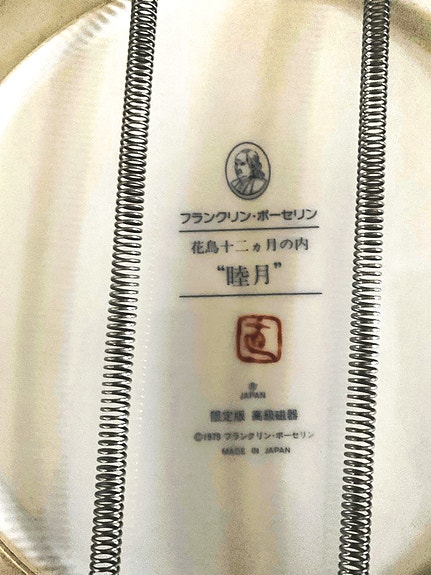 フランクリン・ポーセリン
花鳥十二ヵ月の内
“睦月”
JAPAN
限定版 高級磁器
©1978 フランクリン・ポーセリン
MADE IN JAPAN